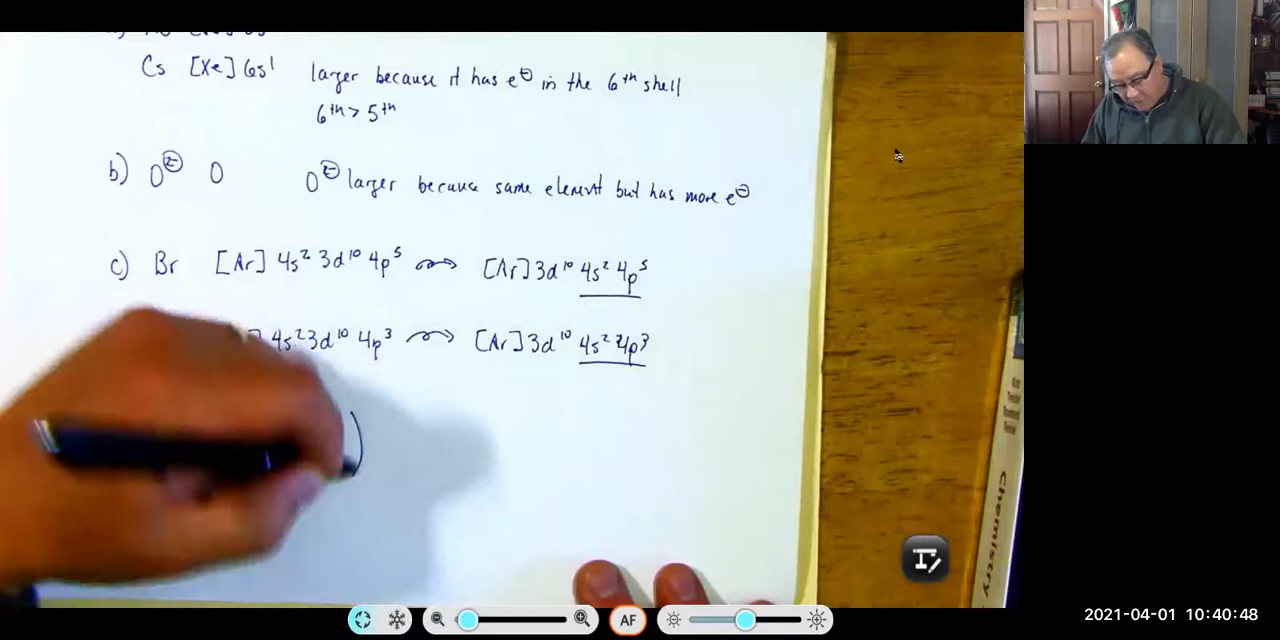 Cs [Xe] 6s¹ larger because it has e⊖ in the 6ᵗʰ shell
6ᵗʰ > 5ᵗʰ
b) O²⁻ O O²⁻ larger because same element but has more e⊖
c) Br [Ar] 4s² 3d¹⁰ 4p⁵ → [Ar] 3d¹⁰ 4s² 4p⁵
] 4s² 3d¹⁰ 4p³ → [Ar] 3d¹⁰ 4s² 4p³
)
Chemistry
AF
2021-04-01 10:40:48